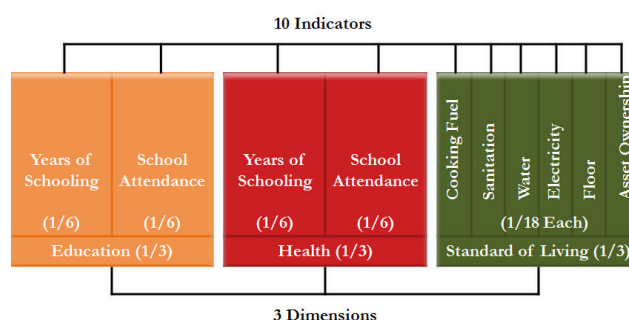 10 Indicators
Years of
Schooling
(1/6)
School
Attendance
(1/6)
Education (1/3)
Years of
Schooling
(1/6)
School
Attendance
(1/6)
Health (1/3)
Cooking Fuel
Sanitation
Water
Electricity
Floor
Asset Ownership
(1/18 Each)
Standard of Living (1/3)
3 Dimensions